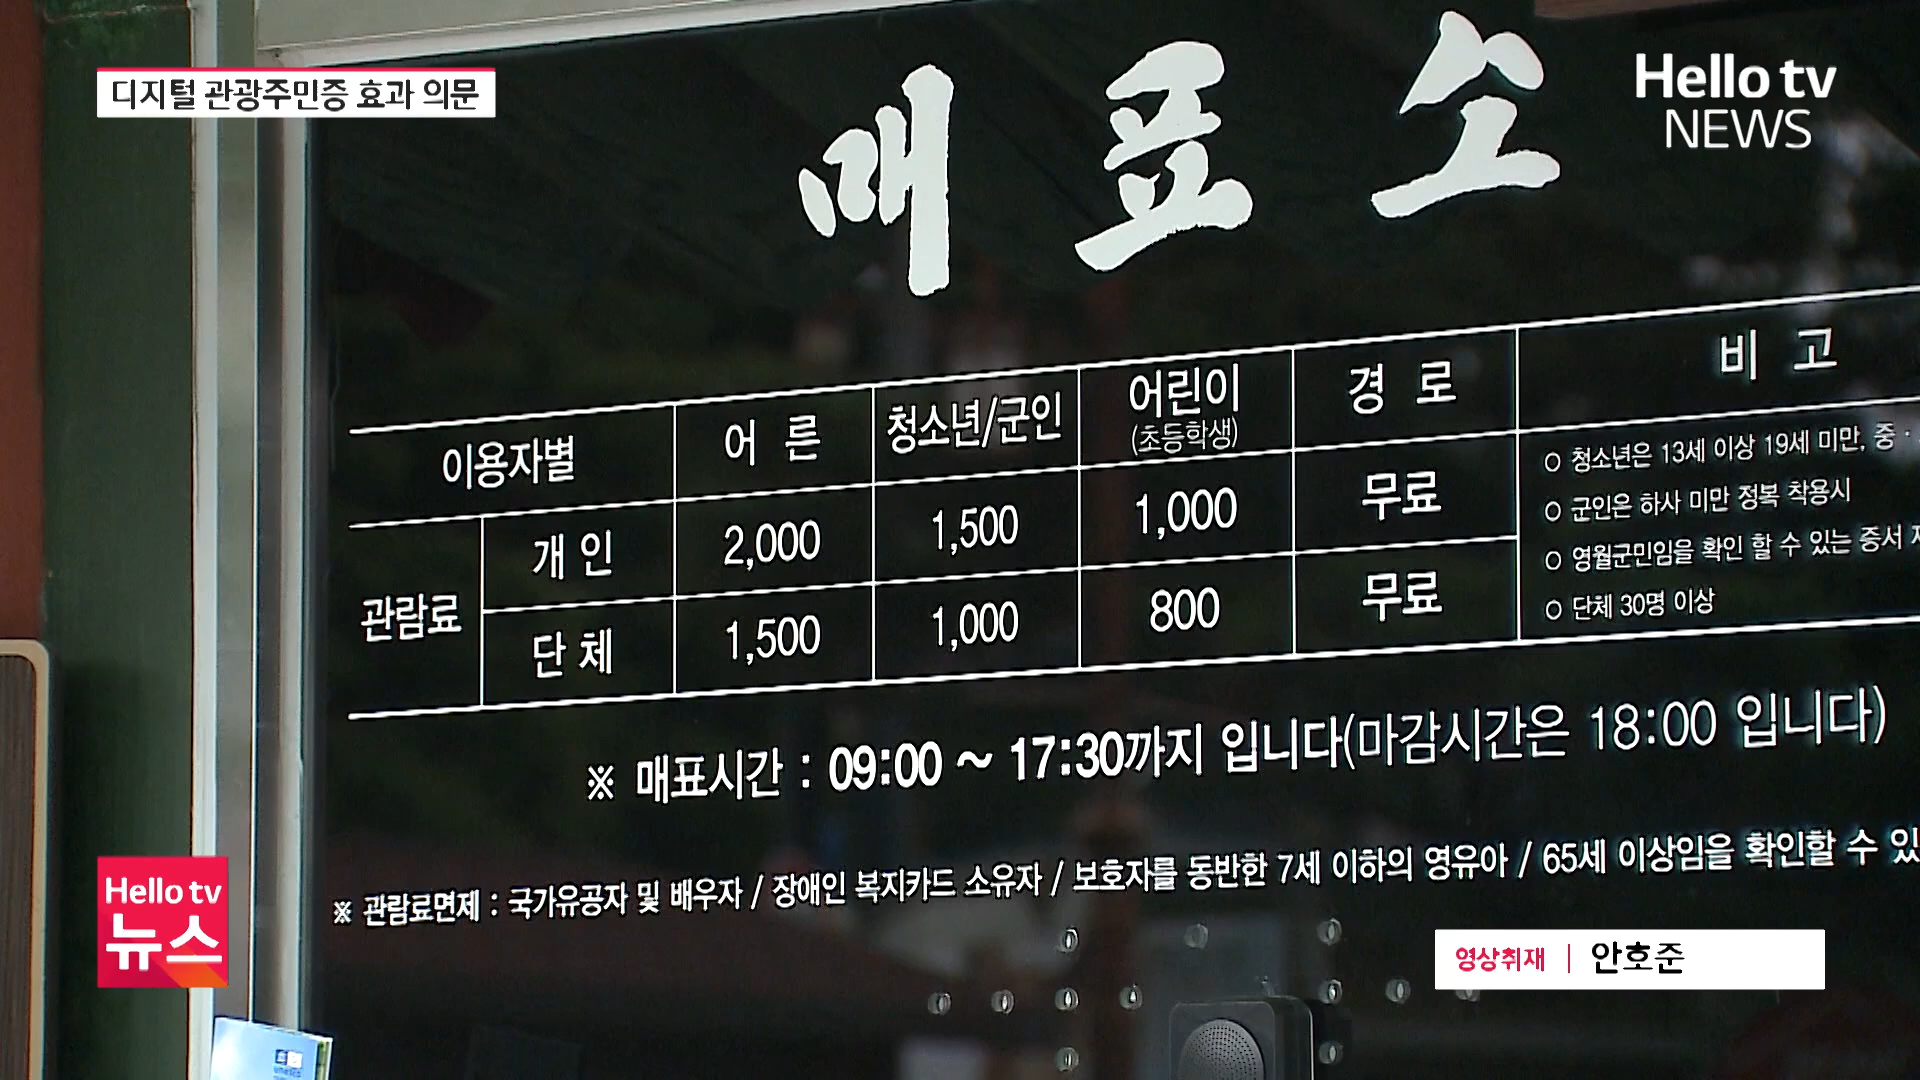 디지털 관광주민증 효과 의문
Hello tv
NEWS
매표소
이용자별 어른 청소년/군인 어린이 (초등학생) 경로 비고
관람료 개인 2,000 1,500 1,000 무료
단체 1,500 1,000 800 무료
○ 청소년은 13세 이상 19세 미만, 중 ·
○ 군인은 하사 미만 정복 착용시
○ 영월군민임을 확인 할 수 있는 증서
○ 단체 30명 이상
※ 매표시간 : 09:00 ~ 17:30까지 입니다(마감시간은 18:00 입니다)
※ 관람료면제 : 국가유공자 및 배우자 / 장애인 복지카드 소유자 / 보호자를 동반한 7세 이하의 영유아 / 65세 이상임을 확인할 수 있
Hello tv
뉴스
영상취재 | 안호준